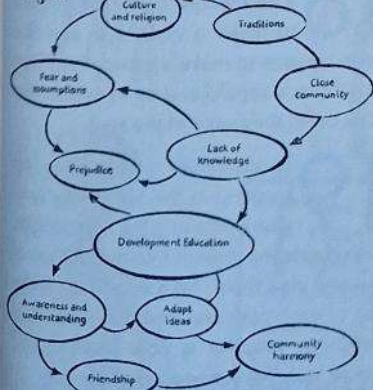 Culture
and religion
Traditions
Fear and
assumptions
Close
community
Lack of
knowledge
Prejudice
Development Education
Awareness and
understanding
Adapt
ideas
Community
harmony
Friendship